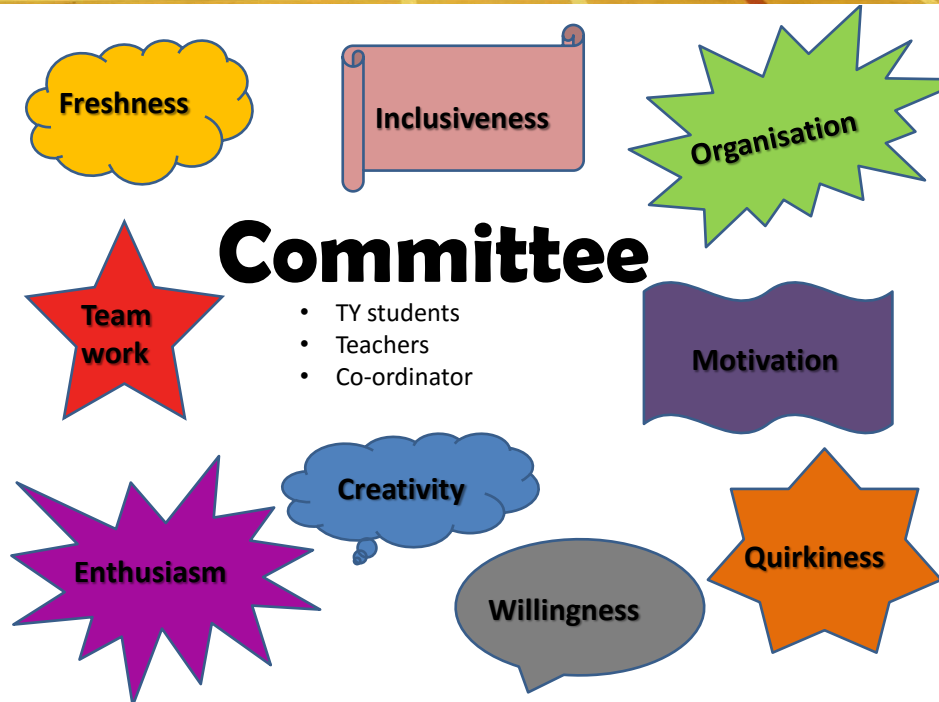 Freshness
Inclusiveness
Organisation
Committee
• TY students
• Teachers
• Co-ordinator
Team
work
Motivation
Creativity
Enthusiasm
Willingness
Quirkiness